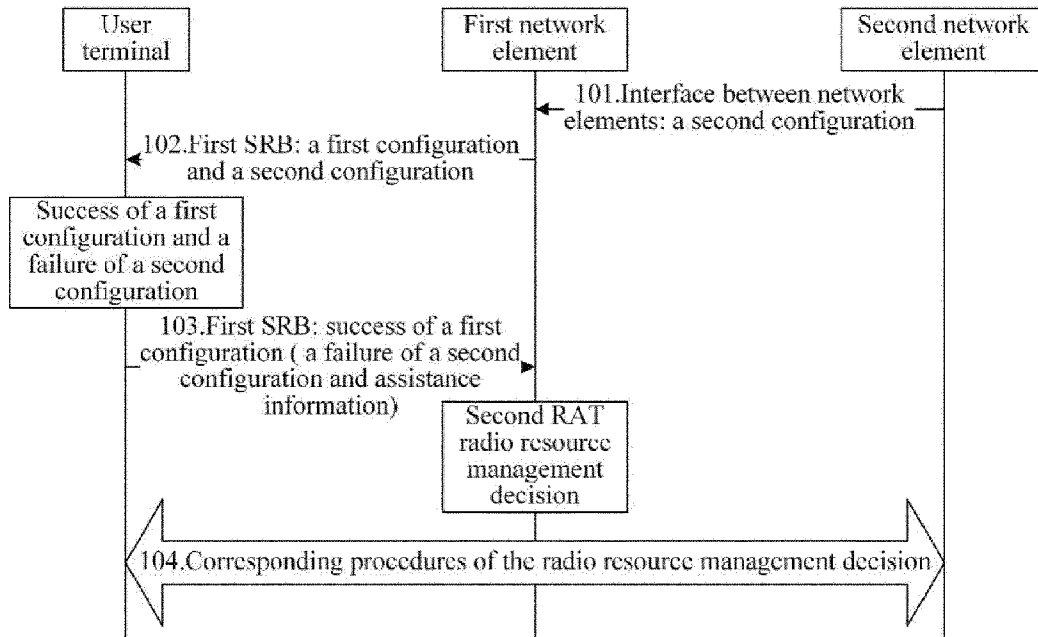 User
terminal
First network
element
Second network
element
101.Interface between network
elements: a second configuration
102.First SRB: a first configuration
and a second configuration
Success of a first
configuration and a
failure of a second
configuration
103.First SRB: success of a first
configuration ( a failure of a second
configuration and assistance
information)
Second RAT
radio resource
management
decision
104.Corresponding procedures of the radio resource management decision